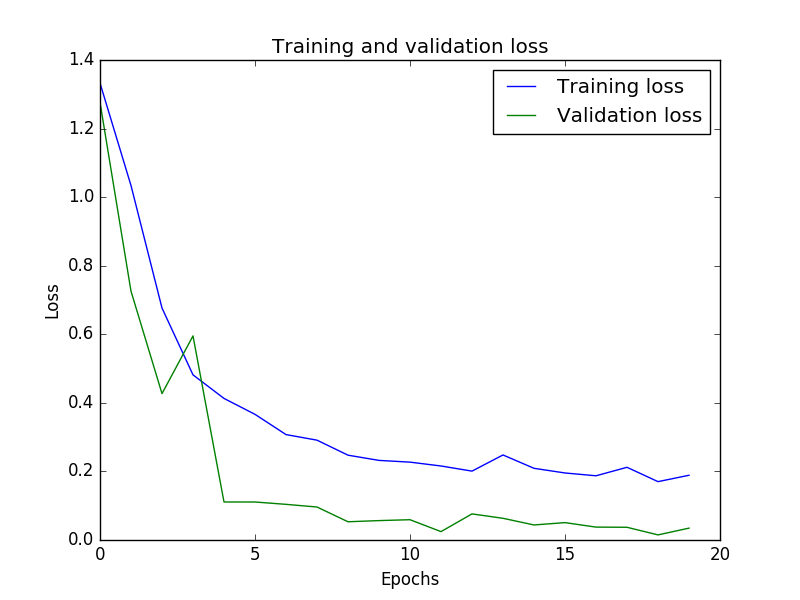 Training and validation loss
1.4
1.2
1.0
0.8
0.6
0.4
0.2
0.0
Loss
Training loss
Validation loss
0 5 10 15 20
Epochs